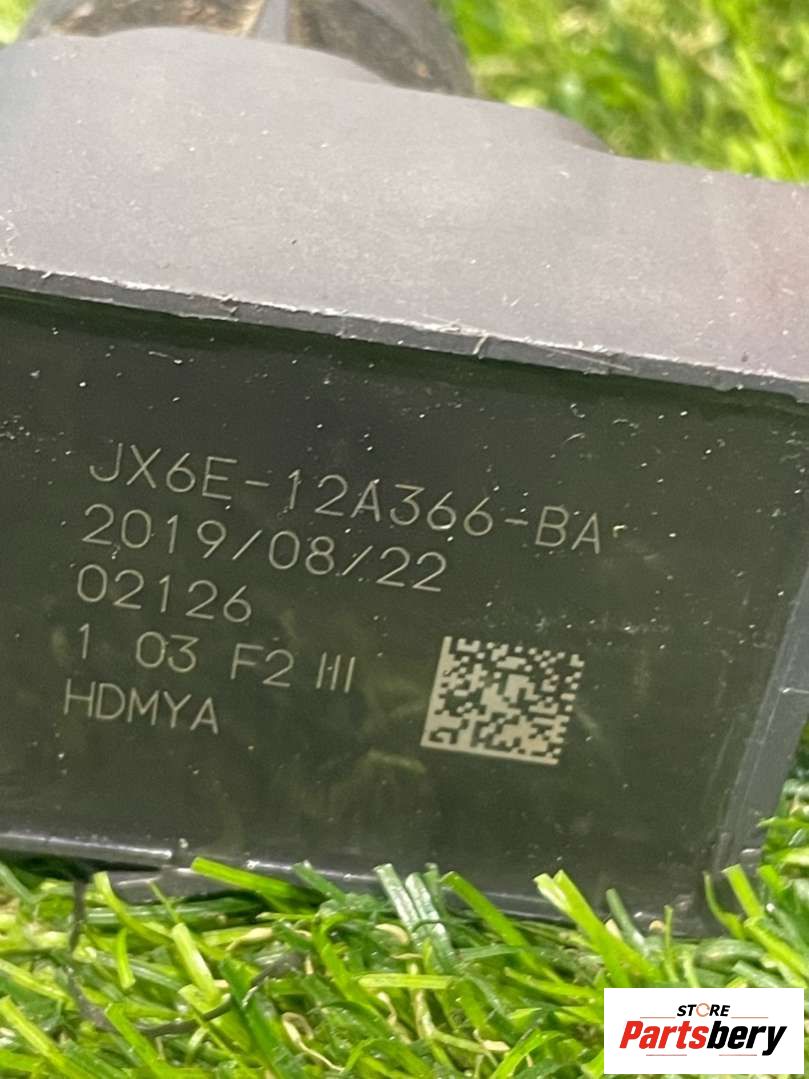 JX6E-12A366-BA
2019/08/22
02126
1 03 F2 III
HDMYA
STORE
Partsbery